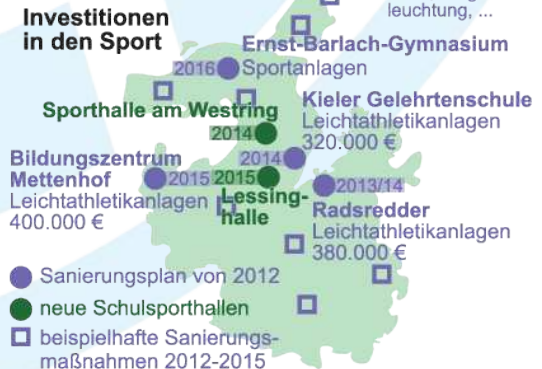 leuchtung, ...
Investitionen
in den Sport
Ernst-Barlach-Gymnasium
2016 Sportanlagen
Kieler Gelehrtenschule
Leichtathletikanlagen
320.000 €
2014
Sporthalle am Westring
2014
Bildungszentrum
Mettenhof
Leichtathletikanlagen
400.000 €
2015
2015
Lessing-
halle
2013/14
Radsredder
Leichtathletikanlagen
380.000 €
Sanierungsplan von 2012
neue Schulsporthallen
beispielhafte Sanierungs-
maßnahmen 2012-2015